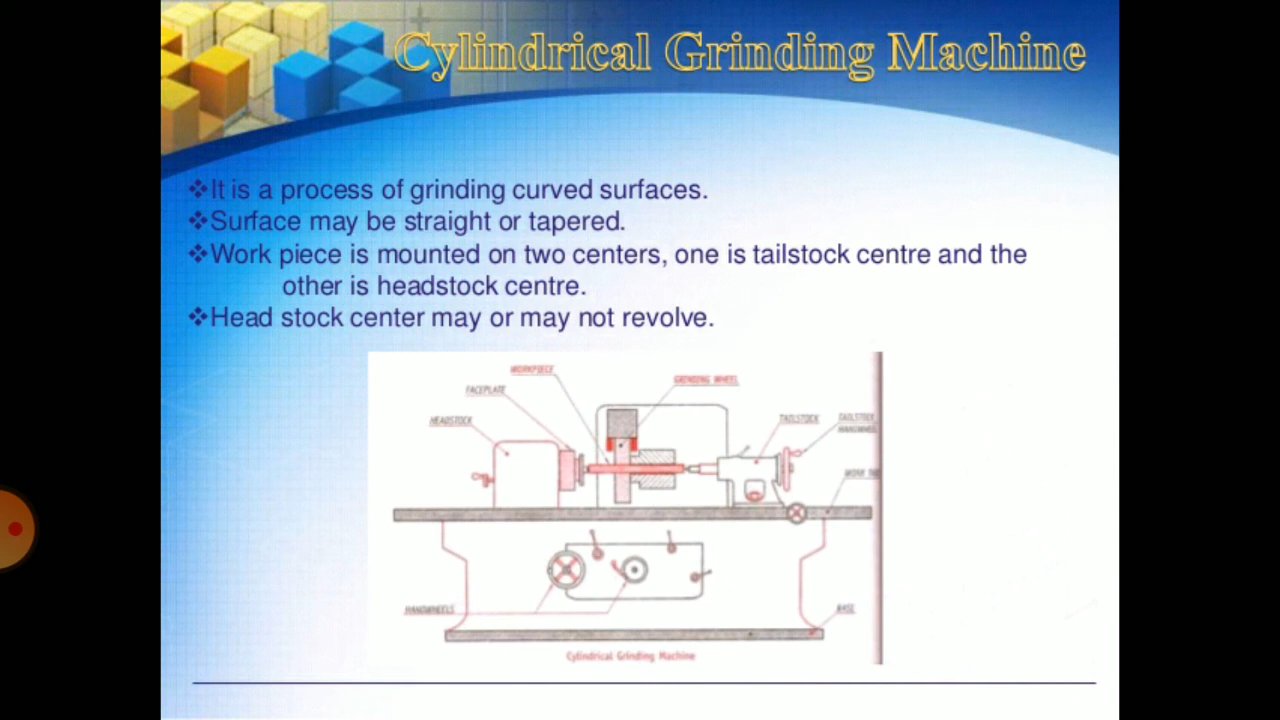 Cylindrical Grinding Machine
❖It is a process of grinding curved surfaces.
❖Surface may be straight or tapered.
❖Work piece is mounted on two centers, one is tailstock centre and the
other is headstock centre.
❖Head stock center may or may not revolve.
WORKPIECE
GRINDING WHEEL
FACEPLATE
HEADSTOCK
TAILSTOCK
TAILSTOCK
HANDWHEEL
WORK
HANDWHEELS
BASE
Cylindrical Grinding Machine